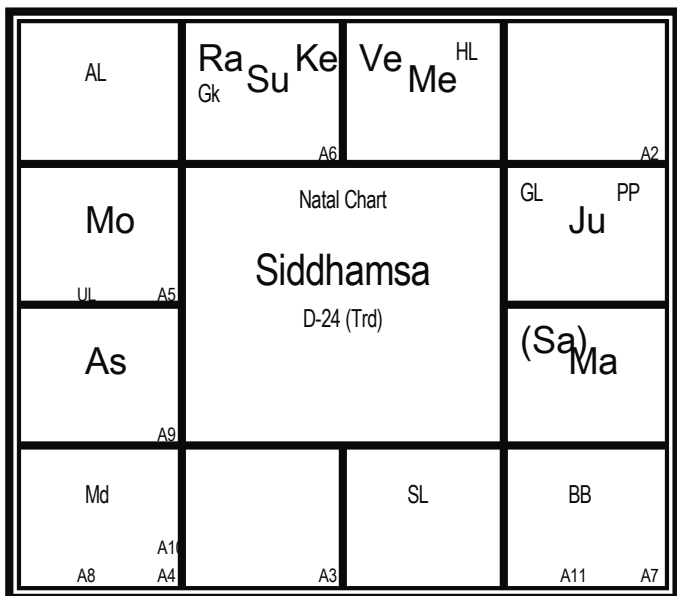 AL
Ra Su Ke
Gk
A6
Ve Me HL
A2
Mo
UL A5
Natal Chart
Siddhamsa
D-24 (Trd)
GL Ju PP
As
A9
(Sa) Ma
Md
A8 A4
A3
SL
BB
A11 A7